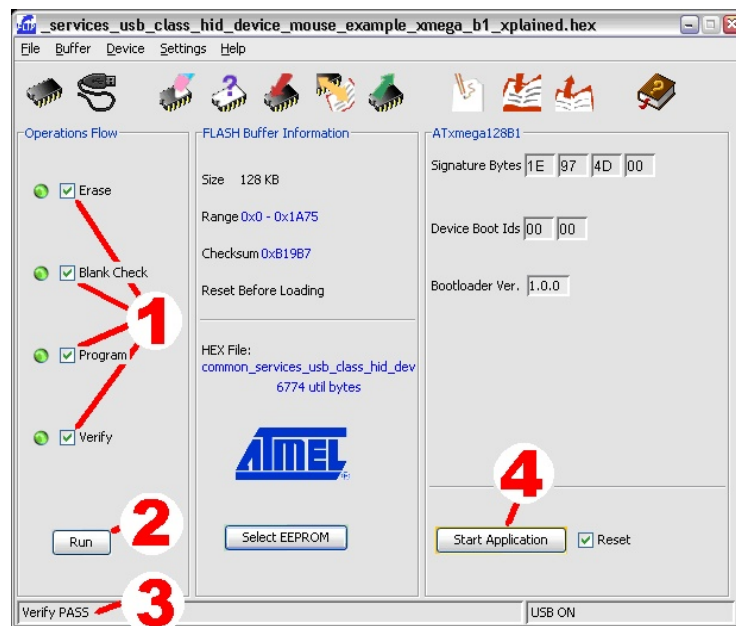 _services_usb_class_hid_device_mouse_example_xmega_b1_xplained.hex
File Buffer Device Settings Help
Operations Flow
Erase
Blank Check
1
Program
Verify
Run
2
FLASH Buffer Information
Size 128 KB
Range 0x0 - 0x1A75
Checksum 0xB19B7
Reset Before Loading
HEX File:
common_services_usb_class_hid_dev
6774 util bytes
ATMEL
Select EEPROM
ATxmega128B1
Signature Bytes 1E 97 4D 00
Device Boot Ids 00 00
Bootloader Ver. 1.0.0
4
Start Application Reset
Verify PASS 3
USB ON